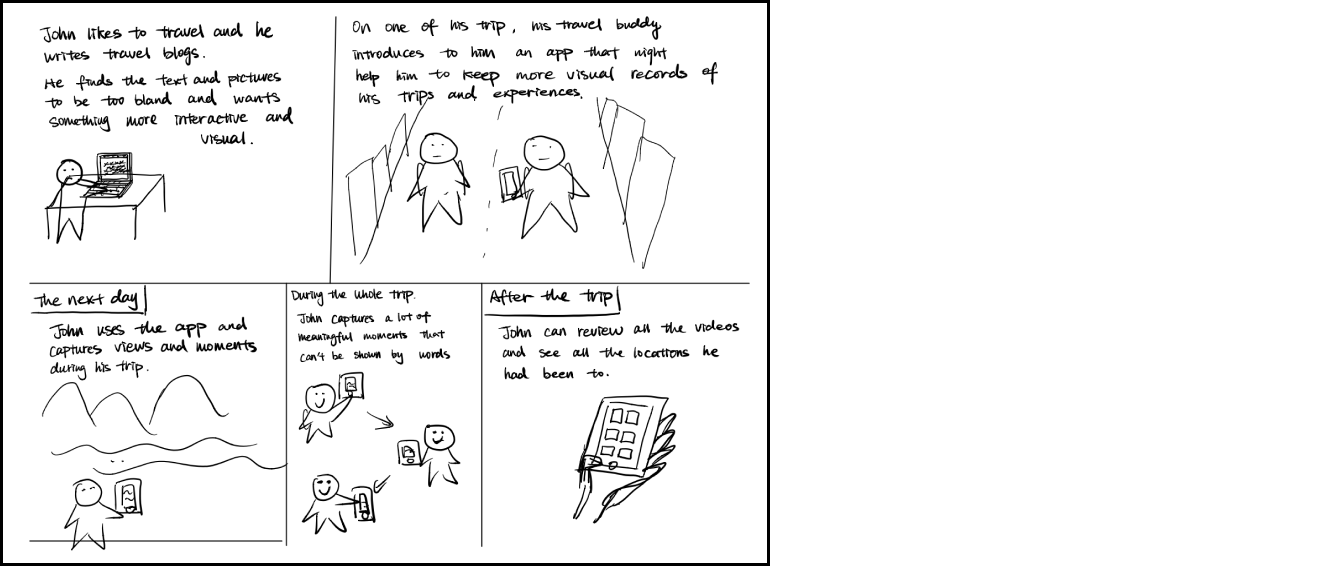 John likes to travel and he
writes travel blogs.
He finds the text and pictures
to be too bland and wants
something more interactive and
visual.
On one of his trip, his travel buddy
introduces to him an app that might
help him to keep more visual records of
his trips and experiences.
The next day
John uses the app and
captures views and moments
during his trip.
During the whole trip.
John captures a lot of
meaningful moments that
can't be shown by words
After the trip
John can review all the videos
and see all the locations he
had been to.